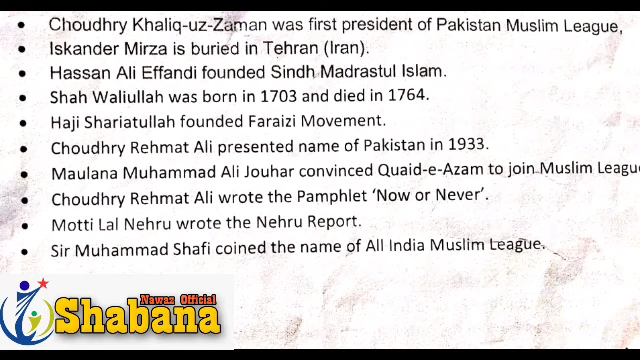 • Choudhry Khaliq-uz-Zaman was first president of Pakistan Muslim League,
• Iskander Mirza is buried in Tehran (Iran).
• Hassan Ali Effandi founded Sindh Madrastul Islam.
• Shah Waliullah was born in 1703 and died in 1764.
• Haji Shariatullah founded Faraizi Movement.
• Choudhry Rehmat Ali presented name of Pakistan in 1933.
• Maulana Muhammad Ali Jouhar convinced Quaid-e-Azam to join Muslim League
• Choudhry Rehmat Ali wrote the Pamphlet ‘Now or Never’.
• Motti Lal Nehru wrote the Nehru Report.
• Sir Muhammad Shafi coined the name of All India Muslim League.
Nawaz Official
Shabana